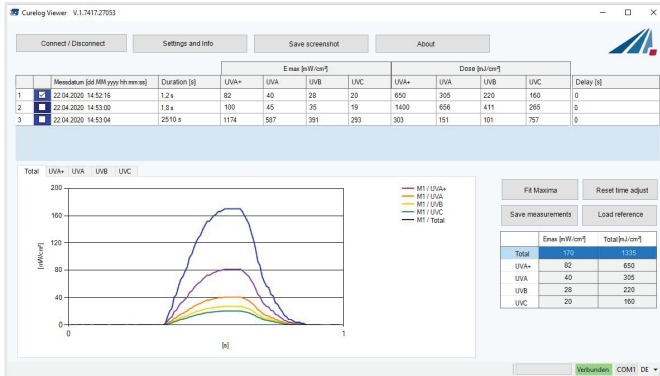 Curelog Viewer V.1.7417.27053
Connect / Disconnect Settings and Info Save screenshot About
E max [mW/cm²] Dose [mJ/cm²]
Messdatum [dd.MM.yyyy hh:mm:ss] Duration [s] UVA+ UVA UVB UVC UVA+ UVA UVB UVC Delay [s]
1 22.04.2020 14:52:16 1.2 s 82 40 28 20 650 305 220 160 0
2 22.04.2020 14:53:00 1.8 s 100 45 35 19 1400 656 411 265 0
3 22.04.2020 14:53:04 2510 s 1174 587 391 293 303 151 101 757 0
Total UVA+ UVA UVB UVC
200
160
120
80
40
0
[mW/cm²]
0 1
[s]
M1 / UVA+
M1 / UVA
M1 / UVB
M1 / UVC
M1 / Total
Fit Maxima Reset time adjust
Save measurements Load reference
Emax [mW/cm²] Total [mJ/cm²]
Total 170 1335
UVA+ 82 650
UVA 40 305
UVB 28 220
UVC 20 160
Verbunden COM1 DE